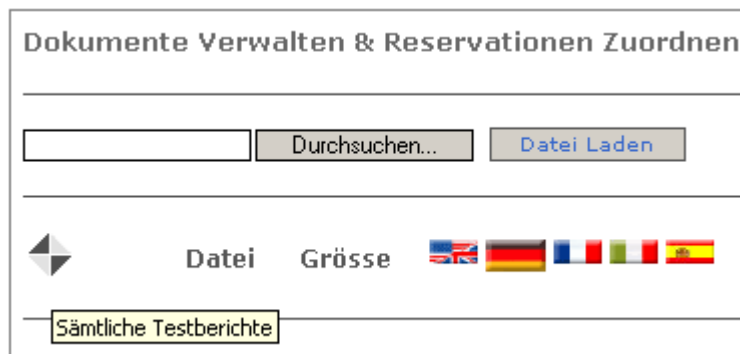 Dokumente Verwalten & Reservationen Zuordnen
Durchsuchen... Datei Laden
Datei Grösse
Sämtliche Testberichte